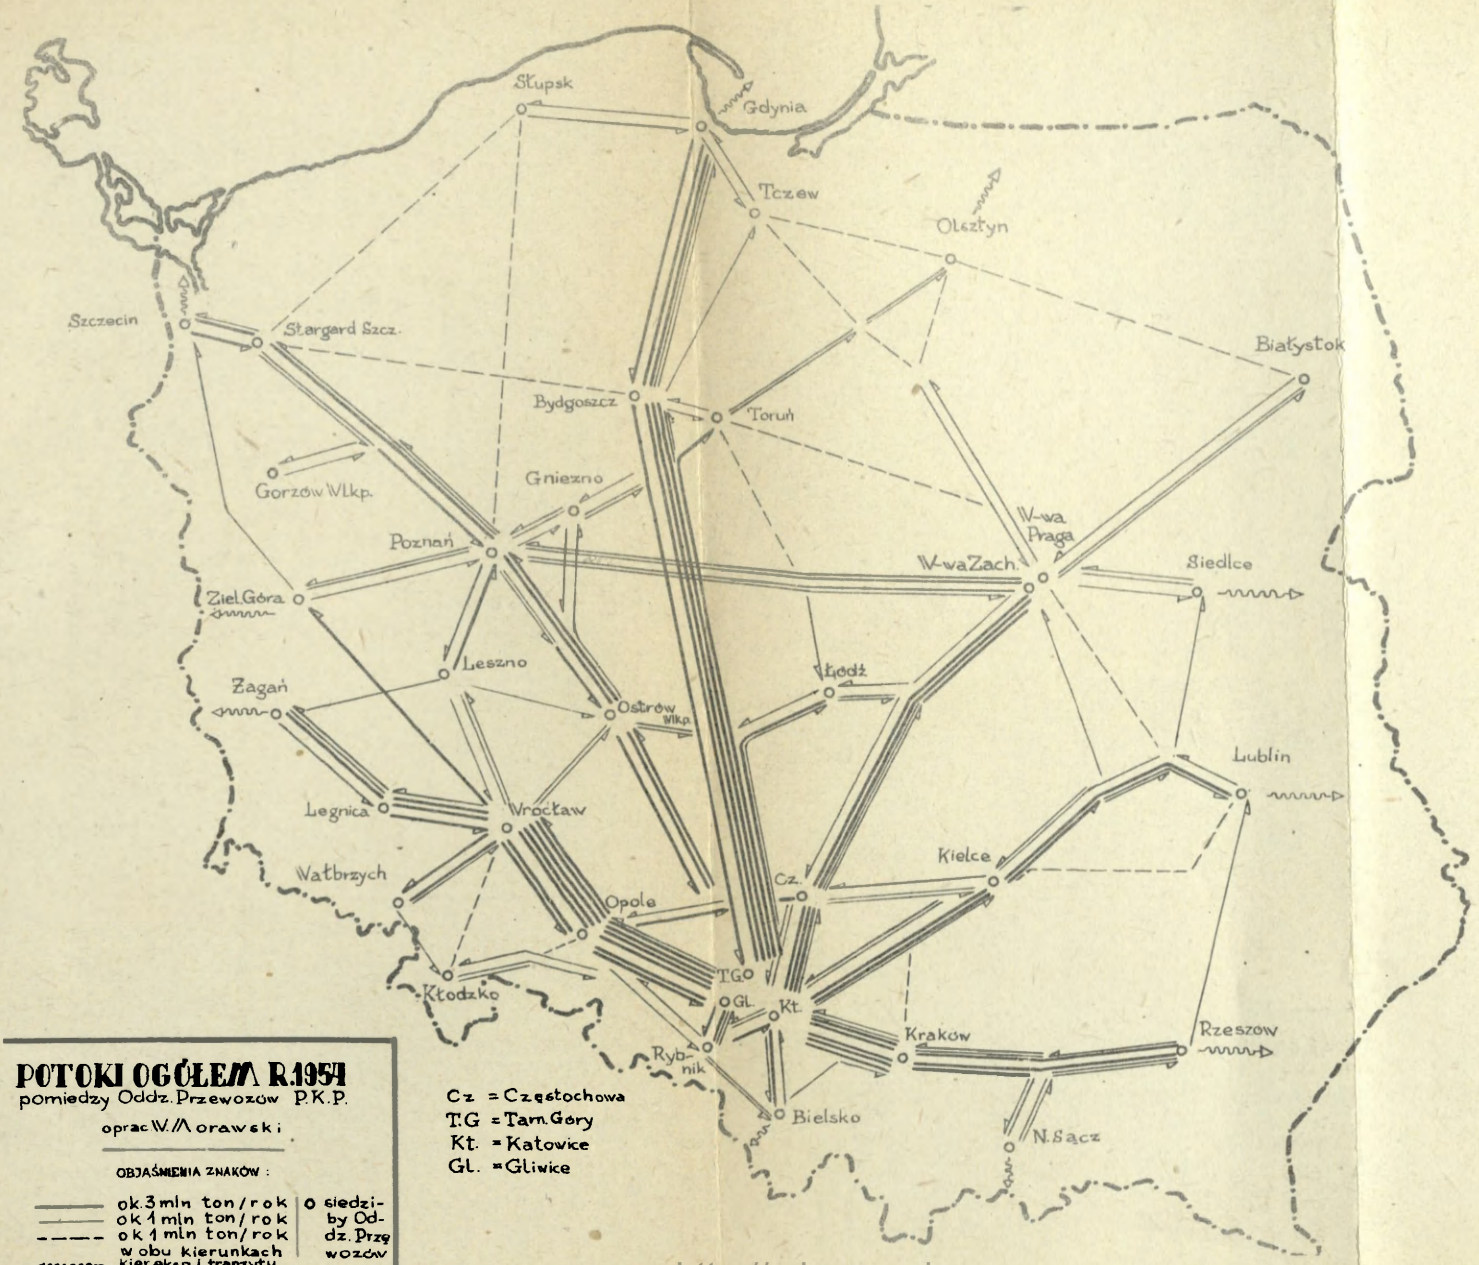 Słupsk
Gdynia
Tczew
Olsztyn
Szczecin
Stargard Szcz.
Białystok
Bydgoszcz
Toruń
Gniezno
Gorzów Wlkp.
Poznań
W-wa
Praga
W-wa Zach.
Siedlce
Ziel. Góra
Leszno
Łódź
Żagań
Ostrów
Wlkp.
Lublin
Legnica
Wrocław
Kielce
Wałbrzych
Cz.
Opole
T.G
Kłodzko
GL.
Kt.
Kraków
Rzeszów
Ryb-
nik
Bielsko
N. Sącz
POTOKI OGÓŁEM R.1954
pomiedzy Oddz. Przewozów P.K.P.
oprac W. Morawski
OBJAŚNIENIA ZNAKÓW :
ok. 3 mln ton/rok
ok 1 mln ton/rok
ok 1 mln ton/rok
w obu kierunkach
siedzi-
by Od-
dz. Prze
wozów
Cz = Częstochowa
T.G = Tarn. Góry
Kt. = Katowice
GL. = Gliwice